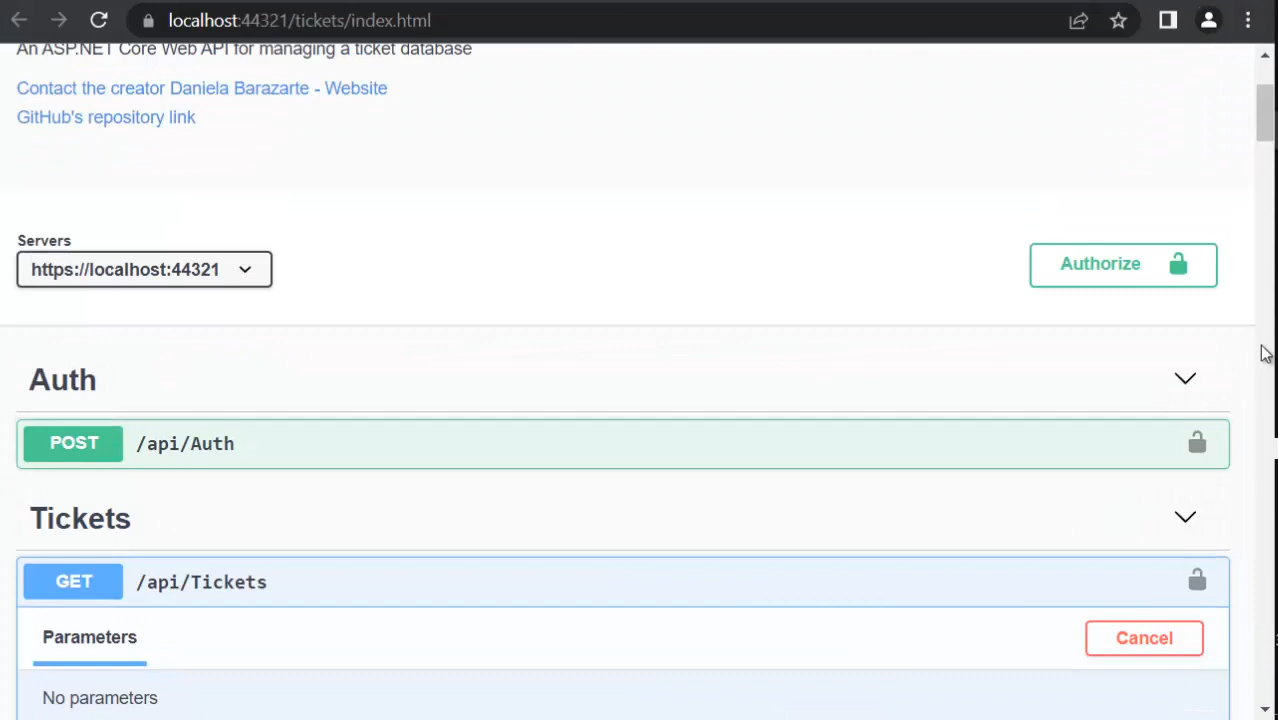 localhost:44321/tickets/index.html
An ASP.NET Core Web API for managing a ticket database
Contact the creator Daniela Barazarte - Website
GitHub's repository link
Servers
https://localhost:44321
Authorize
Auth
POST /api/Auth
Tickets
GET /api/Tickets
Parameters Cancel
No parameters